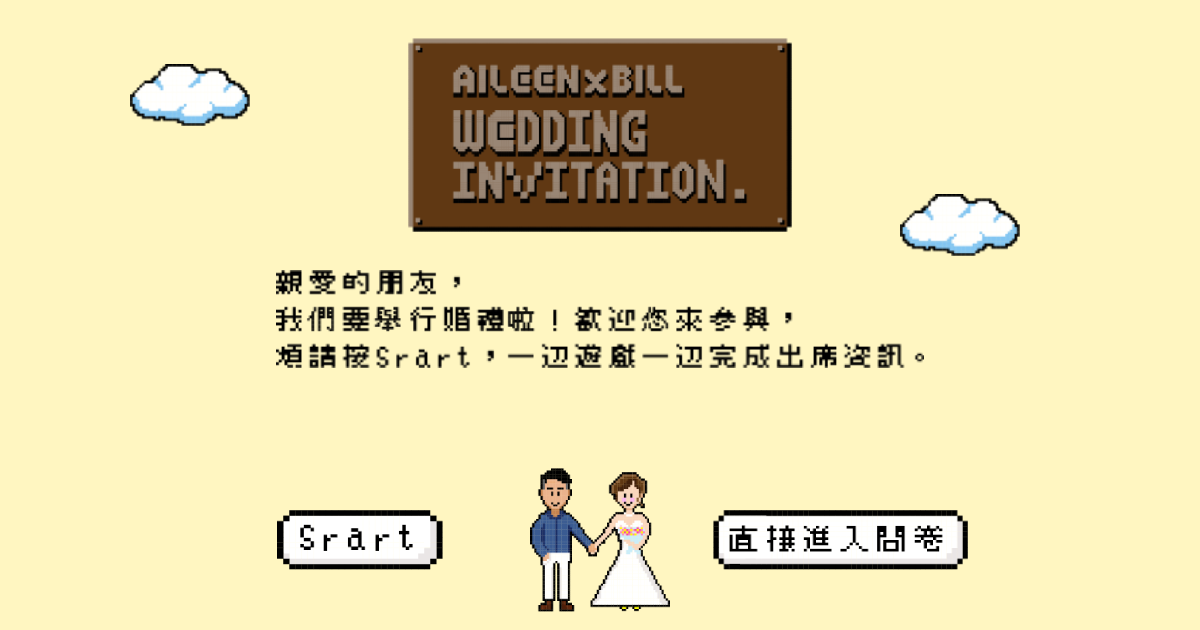 AILEEN×BILL
WEDDING
INVITATION.
親愛的朋友，
我們要舉行婚禮啦！歡迎您來參與，
煩請按Srart，一边遊戲一边完成出席資訊。
Srart
直接進入問卷